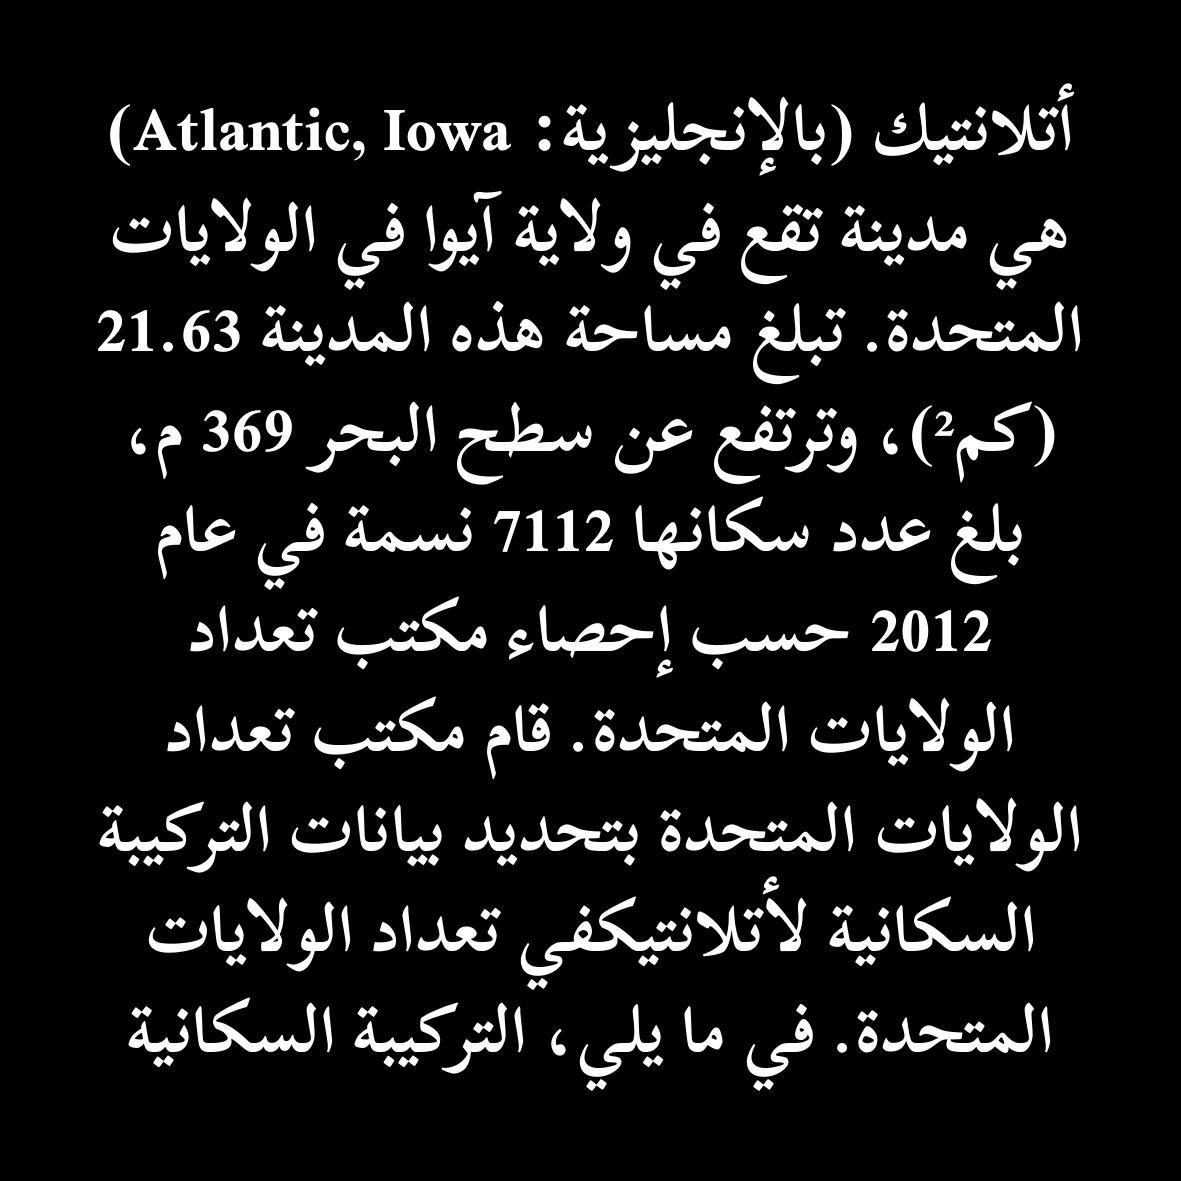 أتلانتيك (بالإنجليزية: Atlantic, Iowa)
هي مدينة تقع في ولاية آيوا في الولايات
المتحدة. تبلغ مساحة هذه المدينة 21.63
(كم²)، وترتفع عن سطح البحر 369 م،
بلغ عدد سكانها 7112 نسمة في عام
2012 حسب إحصاء مكتب تعداد
الولايات المتحدة. قام مكتب تعداد
الولايات المتحدة بتحديد بيانات التركيبة
السكانية لأتلانتيكفي تعداد الولايات
المتحدة. في ما يلي، التركيبة السكانية